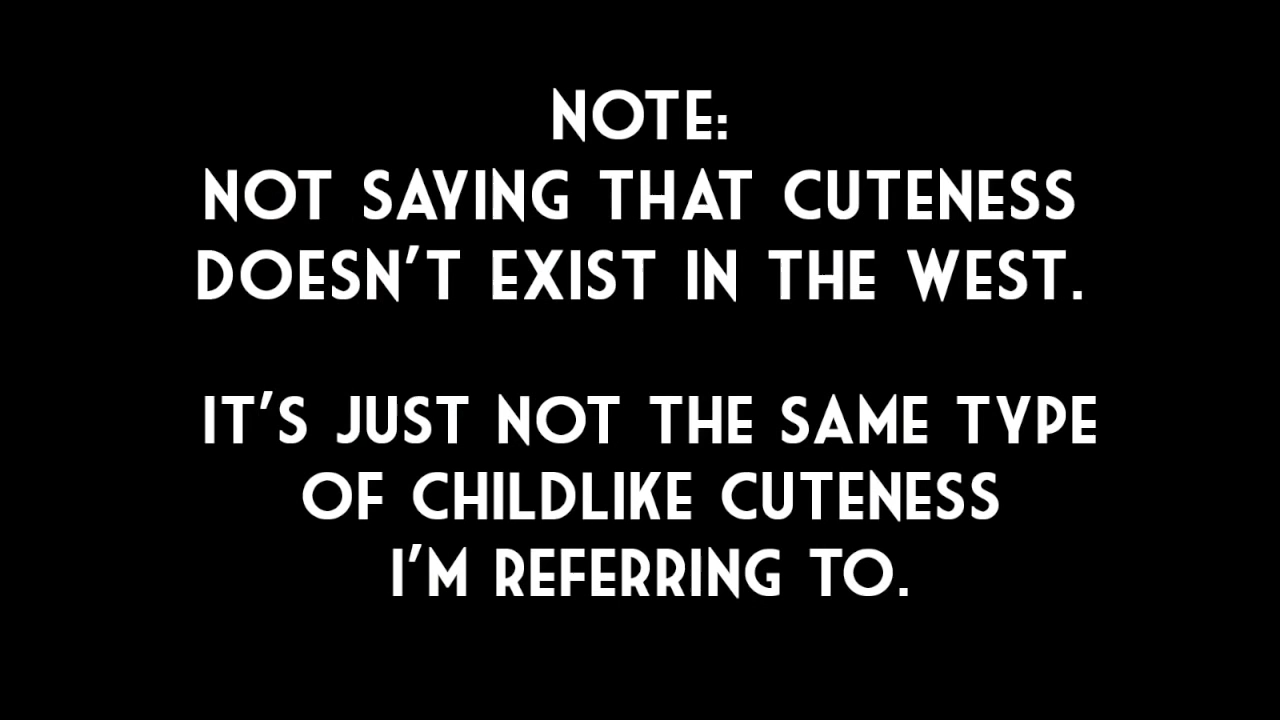 NOTE:
NOT SAYING THAT CUTENESS
DOESN'T EXIST IN THE WEST.
IT'S JUST NOT THE SAME TYPE
OF CHILDLIKE CUTENESS
I'M REFERRING TO.